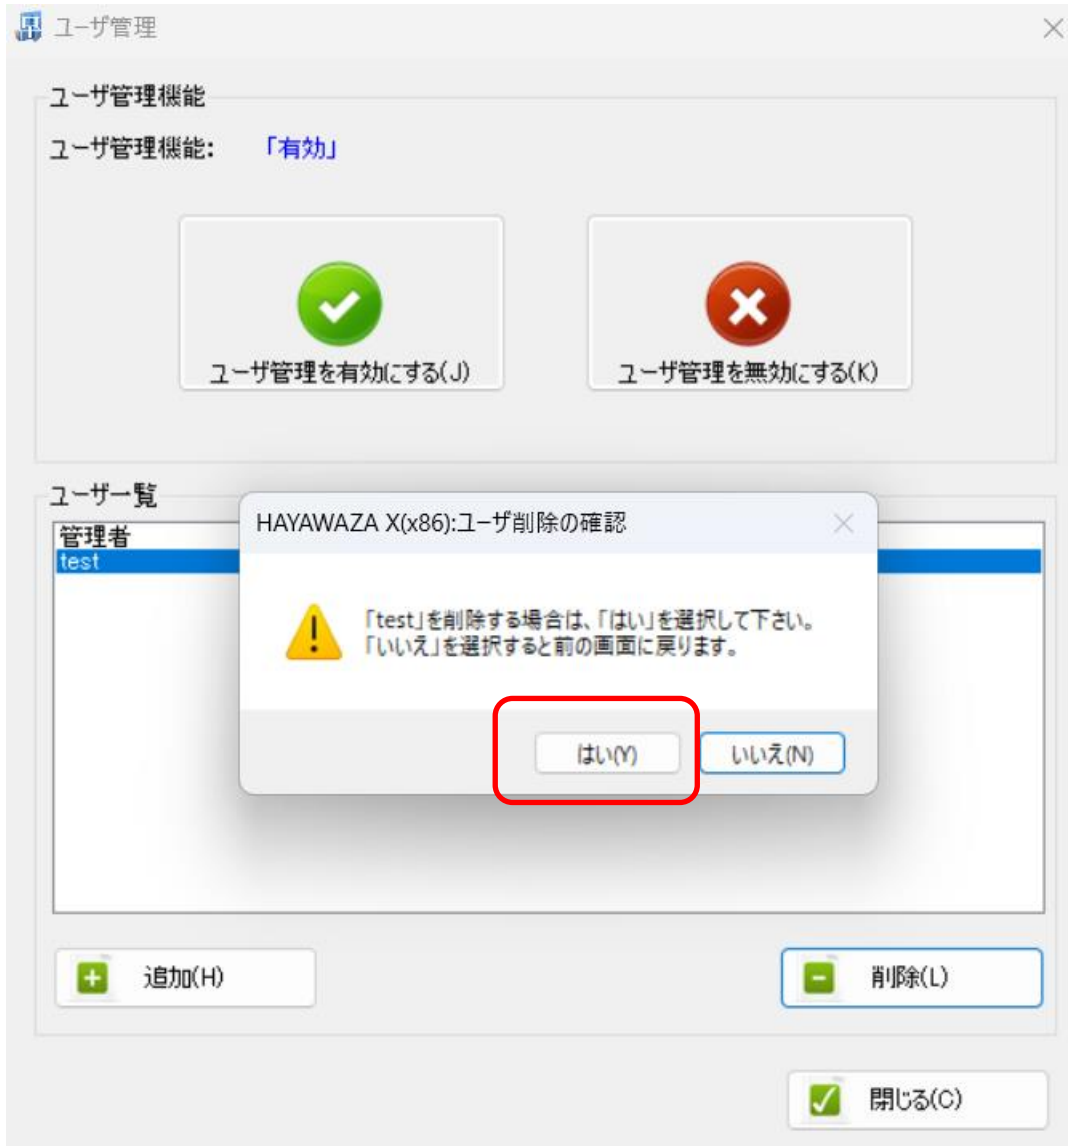 ユーザ管理
ユーザ管理機能
ユーザ管理機能: 「有効」
ユーザ管理を有効にする(J)
ユーザ管理を無効にする(K)
ユーザ一覧
管理者
test
HAYAWAZA X(x86):ユーザ削除の確認
「test」を削除する場合は、「はい」を選択して下さい。
「いいえ」を選択すると前の画面に戻ります。
はい(Y)
いいえ(N)
追加(H)
削除(L)
閉じる(C)